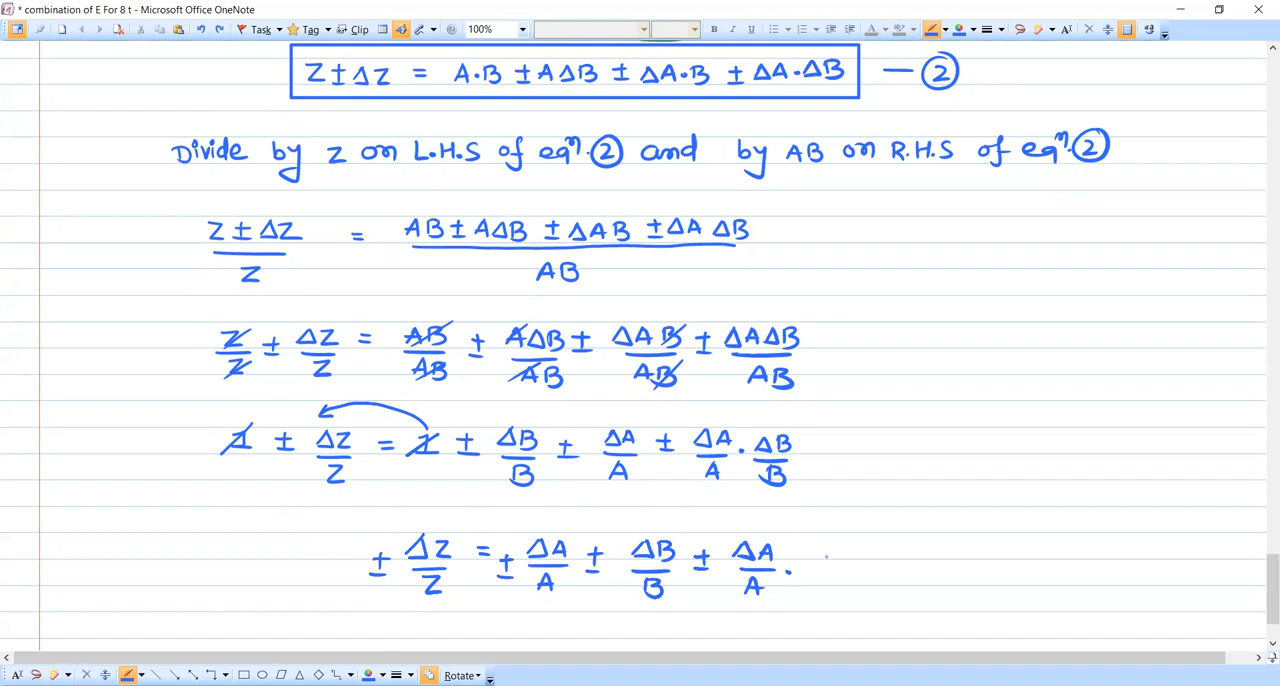 * combination of E For 8 t - Microsoft Office OneNote
Task Tag Clip 100% B I U A A
Z ± ΔZ = A·B ± AΔB ± ΔA·B ± ΔA·ΔB — ②
Divide by Z on L.H.S of eqⁿ.② and by AB on R.H.S of eqⁿ.②
Z ± ΔZ = AB ± AΔB ± ΔAB ± ΔA ΔB
Z AB
Z/Z ± ΔZ/Z = AB/AB ± AΔB/AB ± ΔAB/AB ± ΔAΔB/AB
1 ± ΔZ/Z = 1 ± ΔB/B ± ΔA/A ± ΔA/A · ΔB/B
± ΔZ/Z = ± ΔA/A ± ΔB/B ± ΔA/A ·
Rotate